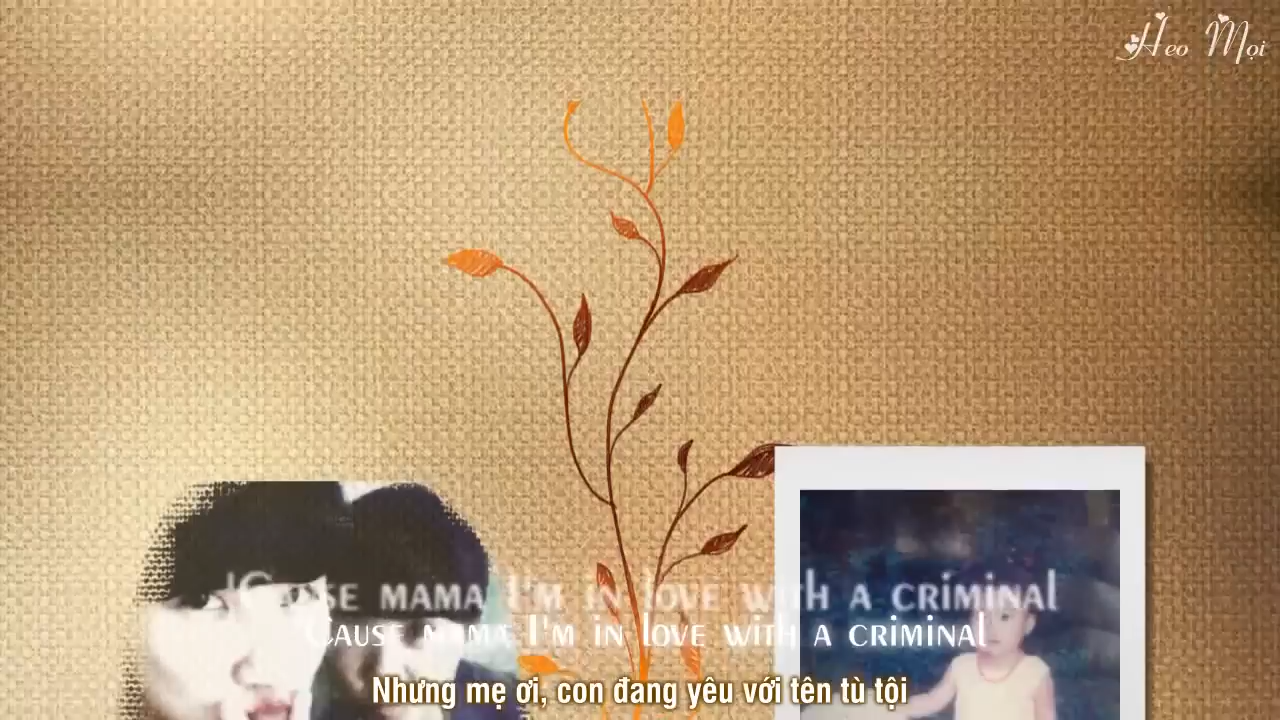 Heo Mọi
'Cause mama I'm in love with a criminal
'Cause mama I'm in love with a criminal
Nhưng mẹ ơi, con đang yêu với tên tù tội